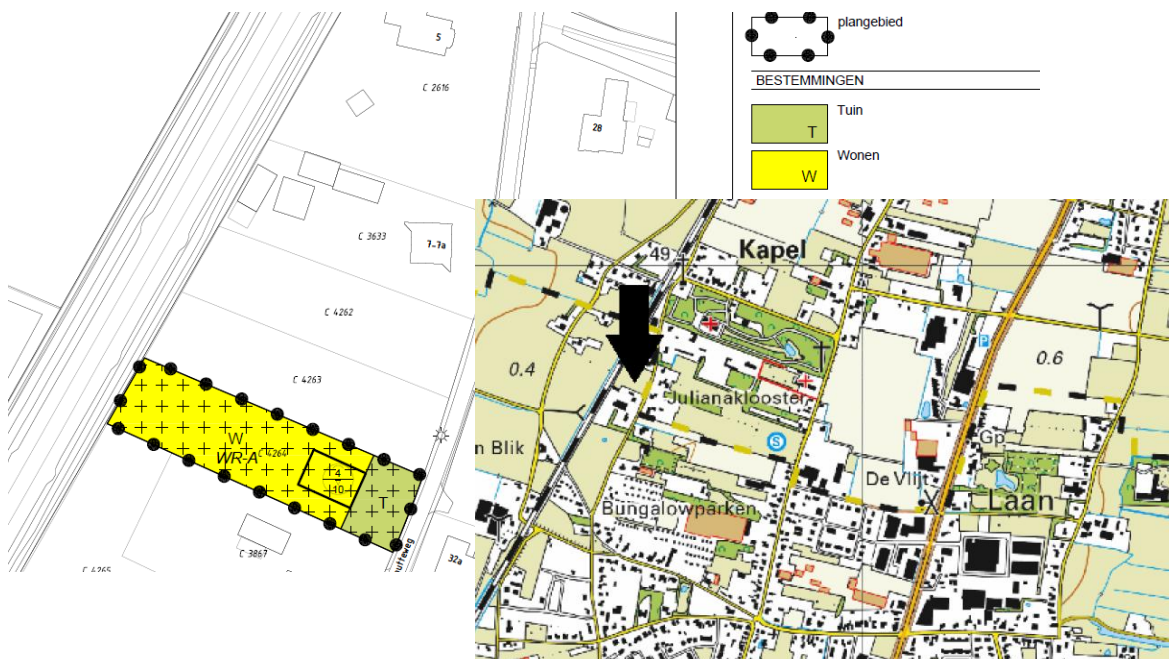 plangebied
BESTEMMINGEN
Tuin
T
Wonen
W
5
C 2616
28
C 3633
7-7a
C 4262
C 4263
W
WR-A
C 4264
4
10
T
C 3867
C 4265
32a
Kapel
49
0.4
Julianaklooster
n Blik
S
P
0.6
Gp
De Vlijt
Laan
Bungalowparken